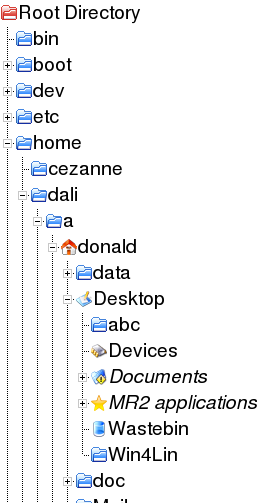 Root Directory
bin
boot
dev
etc
home
cezanne
dali
a
donald
data
Desktop
abc
Devices
Documents
MR2 applications
Wastebin
Win4Lin
doc